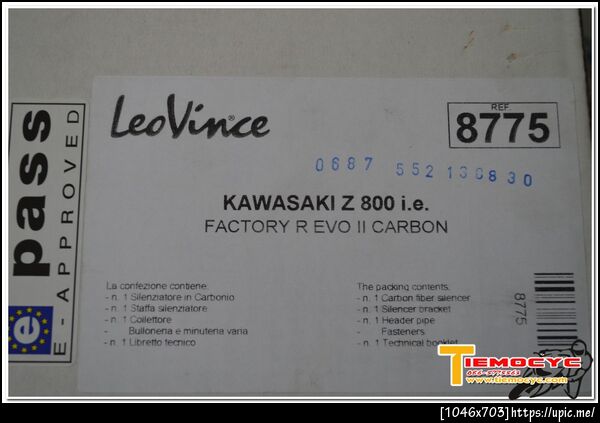 e pass
E - APPROVED
LeoVince®
REF.
8775
0687 552 130830
KAWASAKI Z 800 i.e.
FACTORY R EVO II CARBON
La confezione contiene:
- n. 1 Silenziatore in Carbonio
- n. 1 Staffa silenziatore
- n. 1 Collettore
- Bulloneria e minuteria varia
- n. 1 Libretto tecnico
The packing contents:
- n. 1 Carbon fiber silencer
- n. 1 Silencer bracket
- n. 1 Header pipe
- Fasteners
- n. 1 Technical booklet
8775
TIEMOCYC
www.tiemocyc.com
[1046x703]https://upic.me/